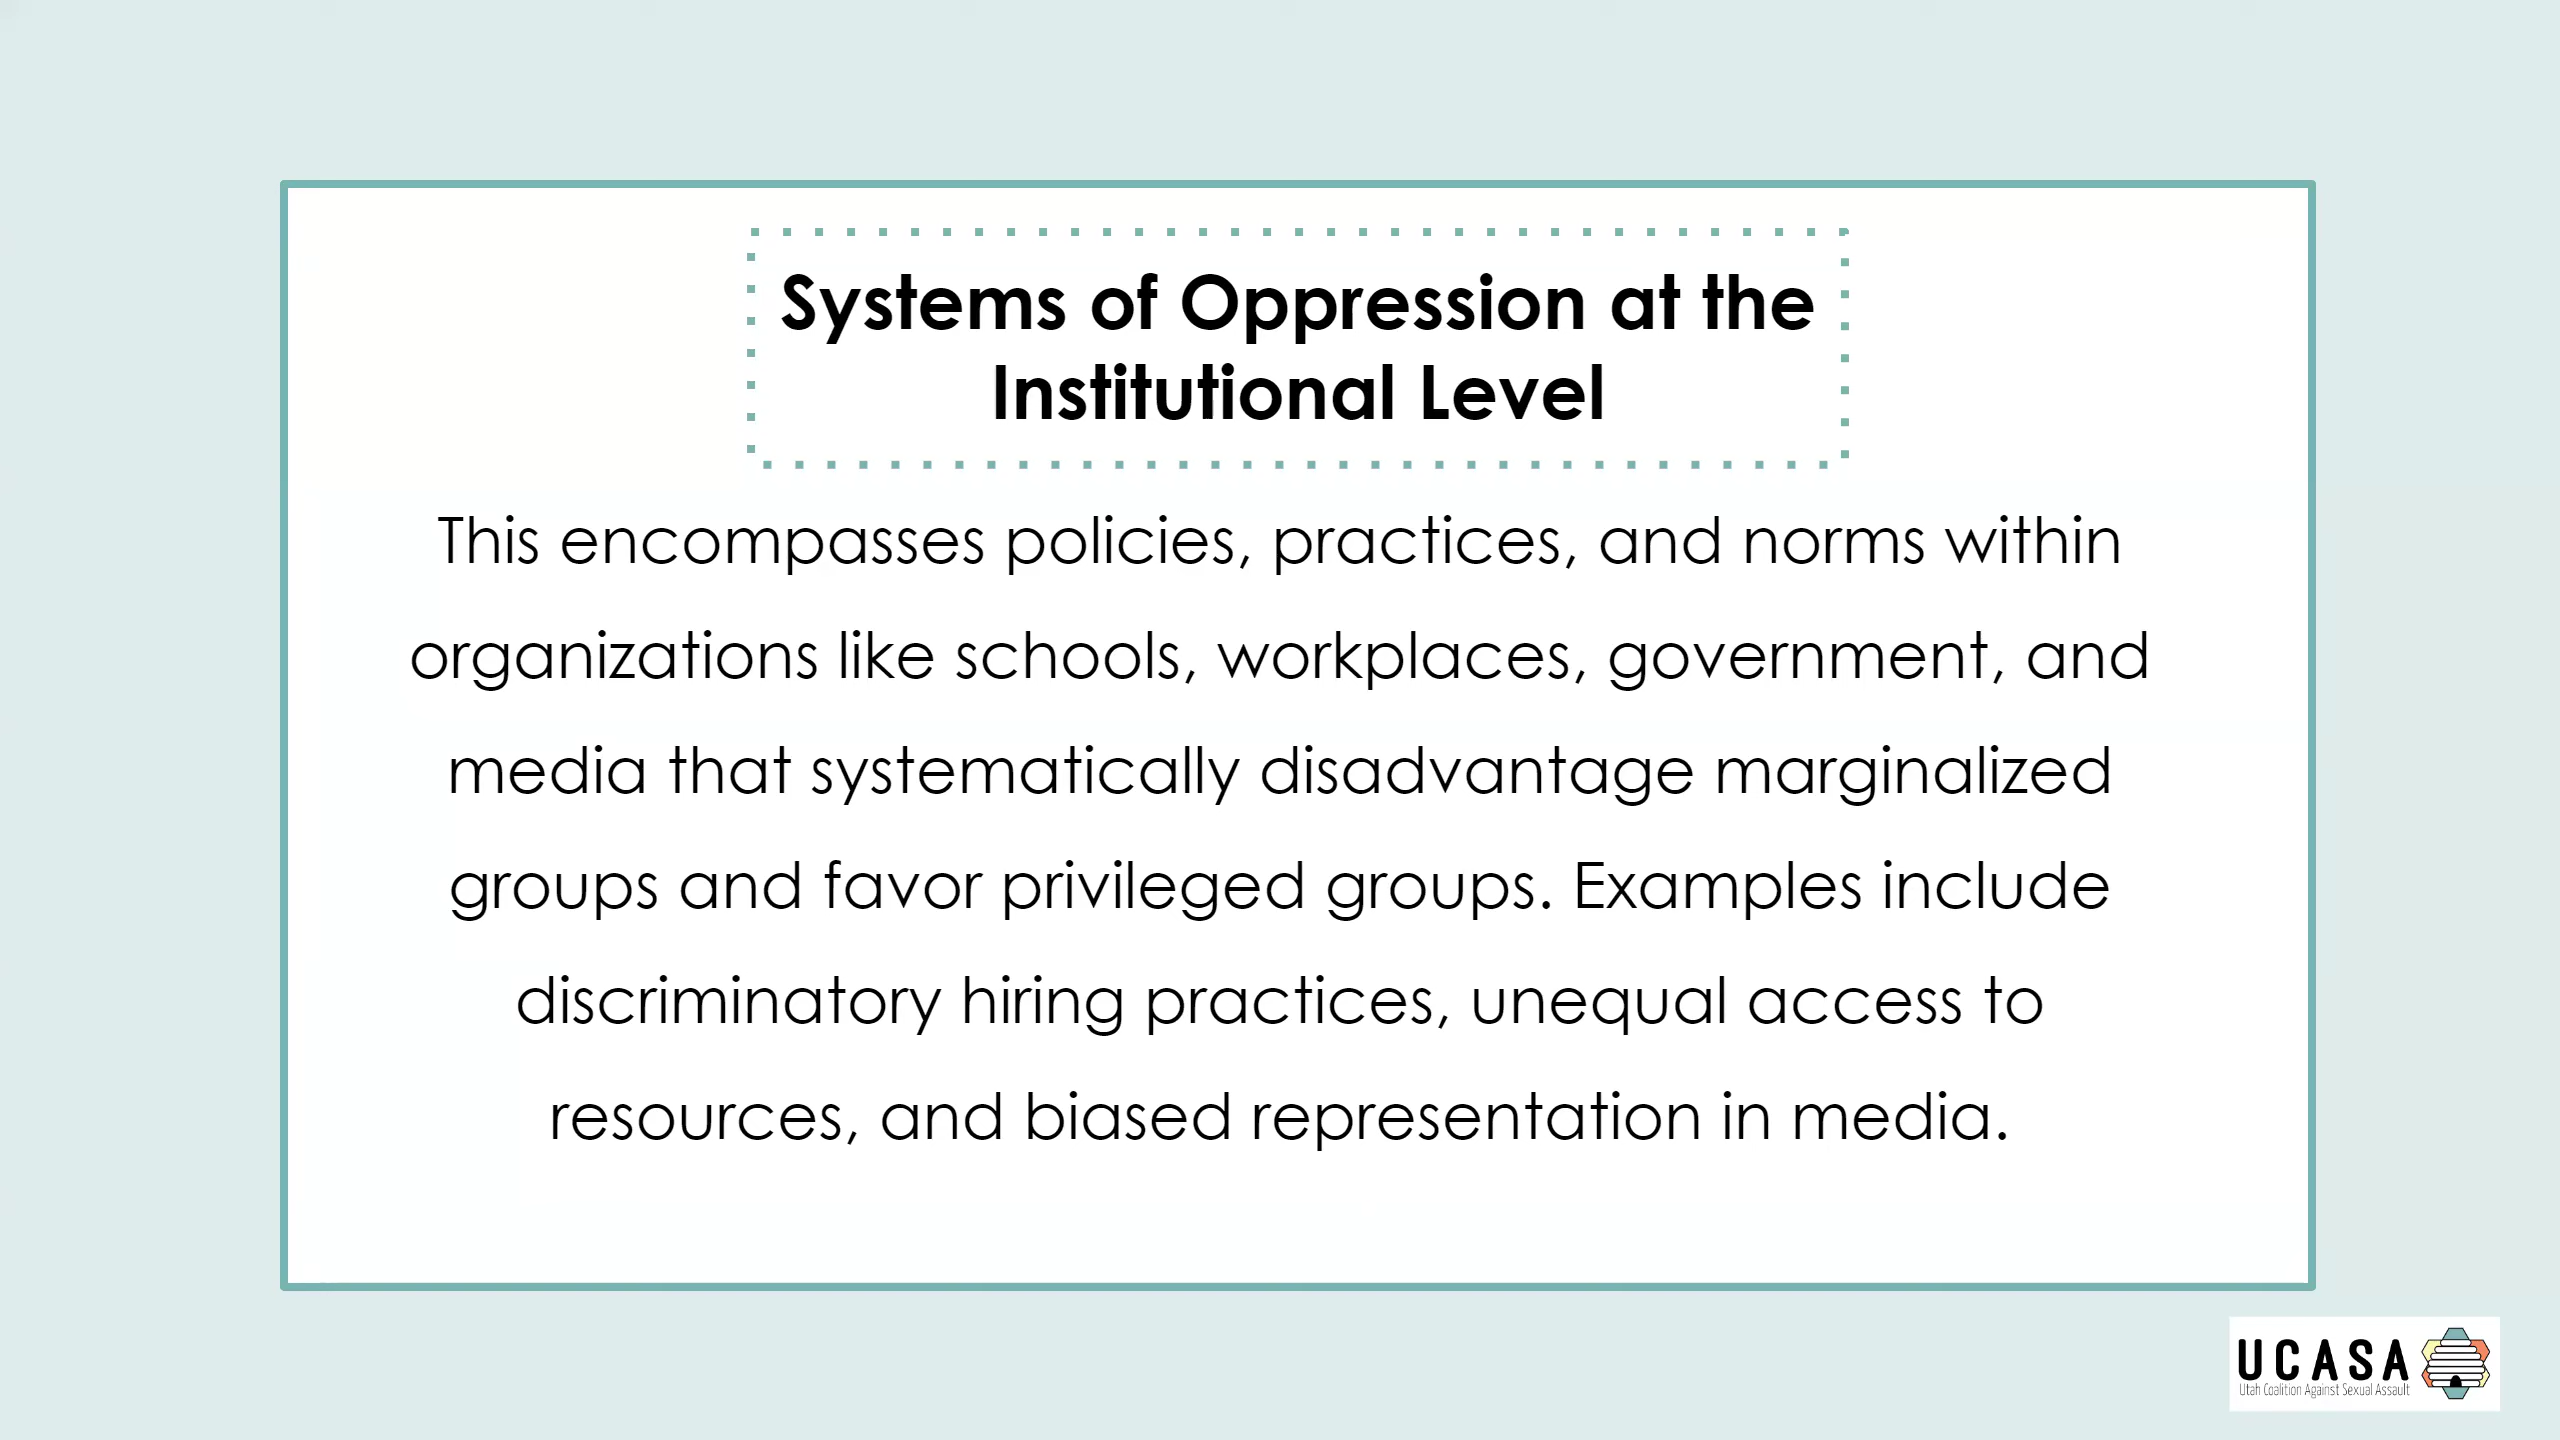 Systems of Oppression at the
Institutional Level
This encompasses policies, practices, and norms within
organizations like schools, workplaces, government, and
media that systematically disadvantage marginalized
groups and favor privileged groups. Examples include
discriminatory hiring practices, unequal access to
resources, and biased representation in media.
UCASA
Utah Coalition Against Sexual Assault